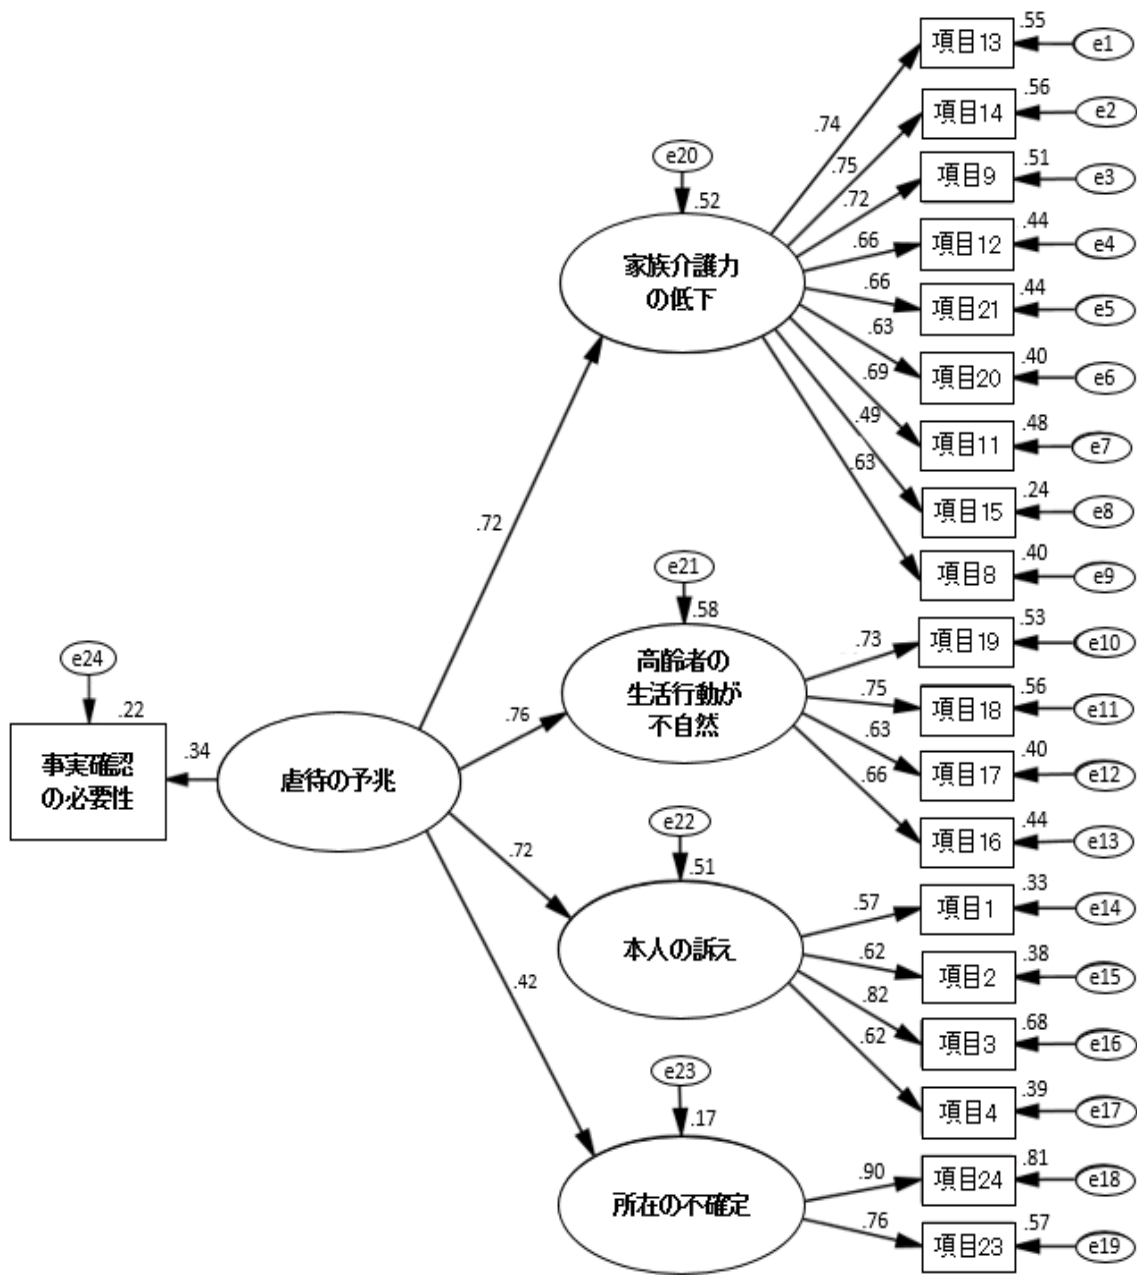 .55
項目13
e1
.74
.56
項目14
e2
.75
e20
.52
.51
項目9
e3
.72
家族介護力
の低下
.44
項目12
e4
.66
.44
項目21
e5
.66
.40
項目20
e6
.63
.48
項目11
e7
.69
.24
項目15
e8
.49
.40
項目8
e9
.63
.72
e21
.58
高齢者の
生活行動が
不自然
.53
項目19
e10
.73
.56
項目18
e11
.75
.40
項目17
e12
.63
.44
項目16
e13
.66
.76
e24
.22
事実確認
の必要性
.34
虐待の予兆
.72
e22
.51
本人の訴え
.33
項目1
e14
.57
.38
項目2
e15
.62
.68
項目3
e16
.82
.39
項目4
e17
.62
.42
e23
.17
所在の不確定
.81
項目24
e18
.90
.57
項目23
e19
.76